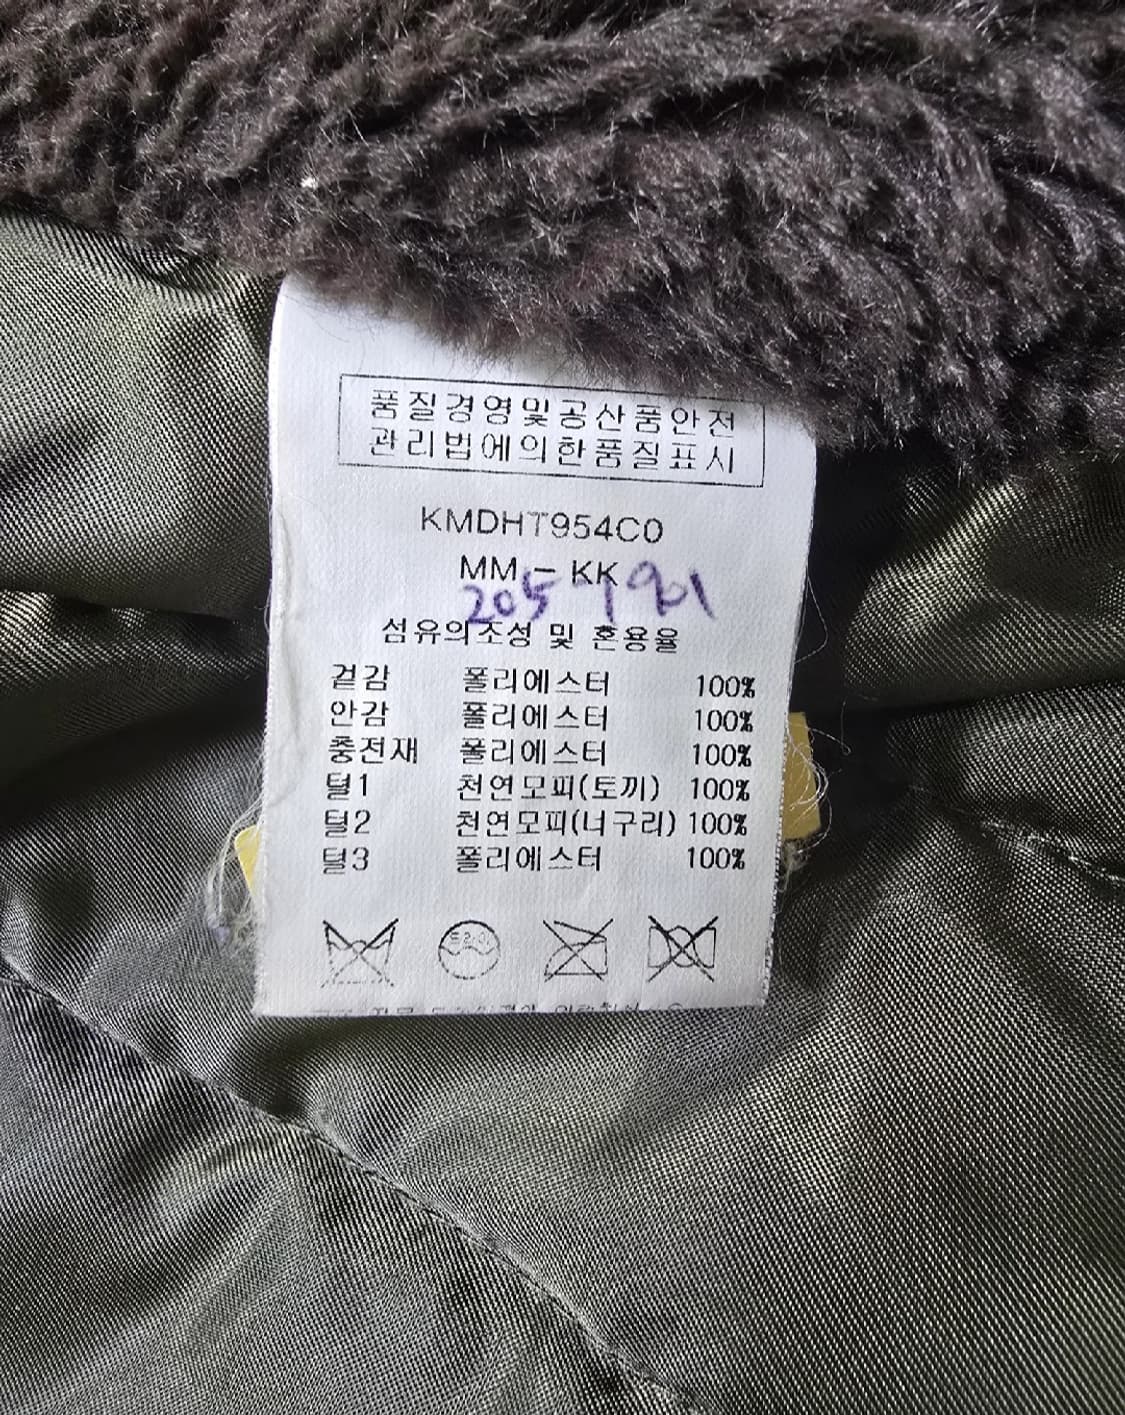 품질경영및공산품안전
관리법에의한품질표시
KMDHT954C0
MM - KK
205-1901
섬유의조성 및 혼용율
겉감 폴리에스터 100%
안감 폴리에스터 100%
충전재 폴리에스터 100%
털1 천연모피(토끼) 100%
털2 천연모피(너구리) 100%
털3 폴리에스터 100%
드라이